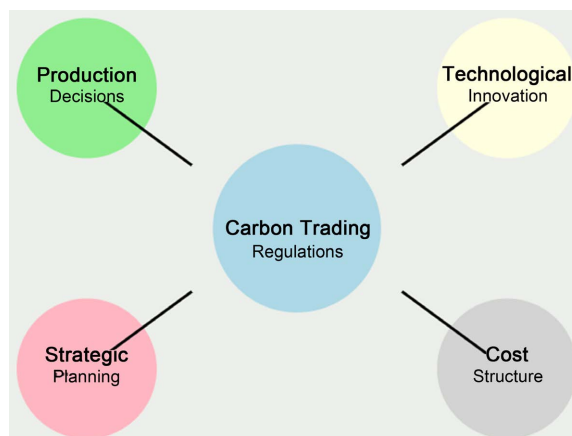 Production
Decisions
Technological
Innovation
Carbon Trading
Regulations
Strategic
Planning
Cost
Structure